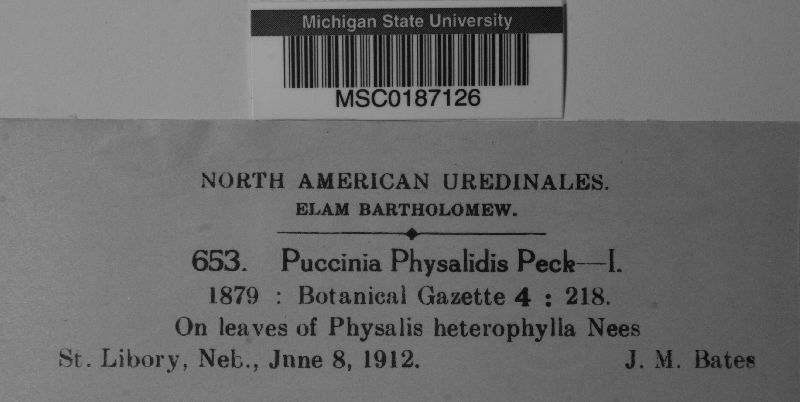 Michigan State University
MSC0187126
NORTH AMERICAN UREDINALES.
ELAM BARTHOLOMEW.
653. Puccinia Physalidis Peck—I.
1879 : Botanical Gazette 4 : 218.
On leaves of Physalis heterophylla Nees
St. Libory, Neb., Jnne 8, 1912. J. M. Bates